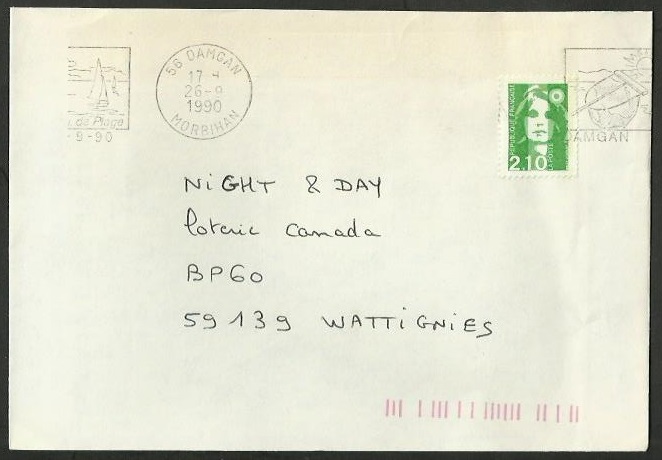 56 DAMGAN
17 H
26-9
1990
MORBIHAN
de Plage
9-90
DAMGAN
RÉPUBLIQUE FRANÇAISE
2,10
LA POSTE
NiGHT & DAY
loterie Canada
BP60
59139 WATTiGNiES